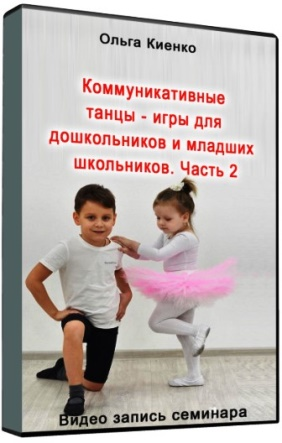 Ольга Киенко
Коммуникативные
танцы - игры для
дошкольников и младших
школьников. Часть 2
Видео запись семинара